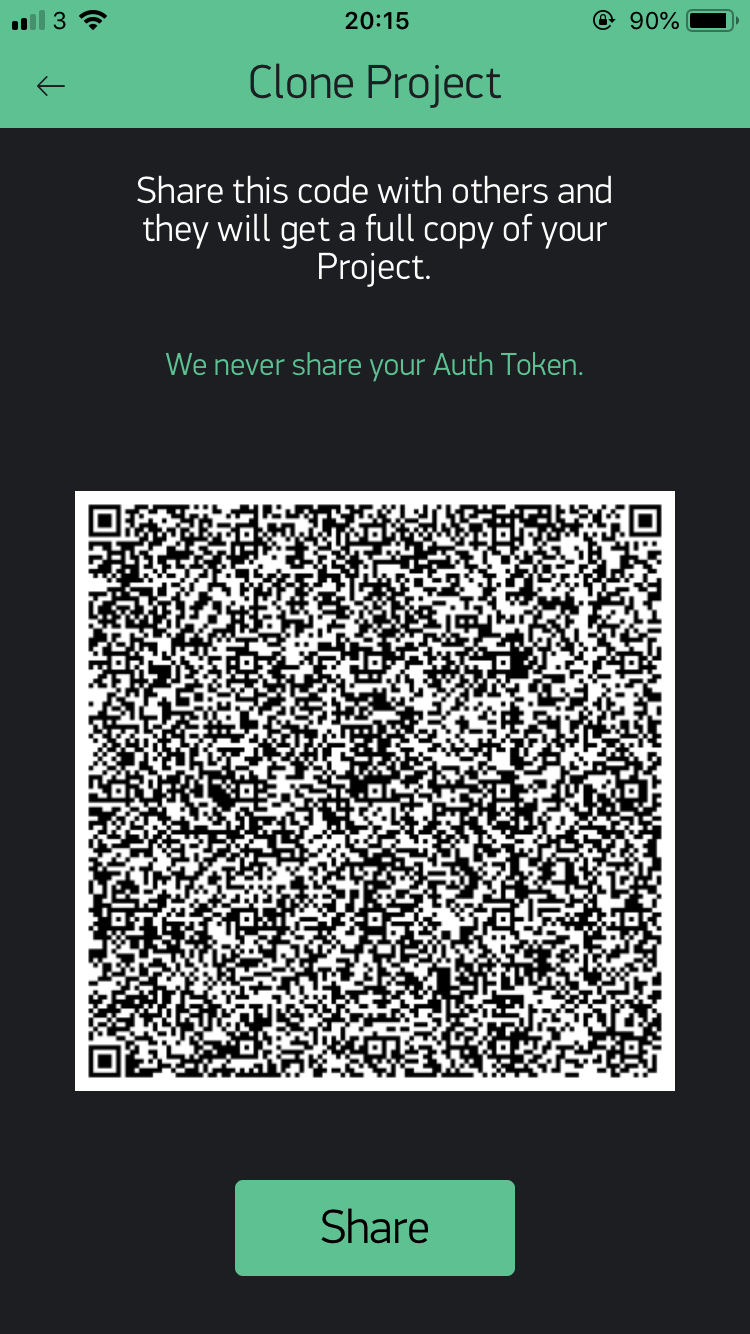 3 20:15 90%
Clone Project
Share this code with others and
they will get a full copy of your
Project.
We never share your Auth Token.
Share